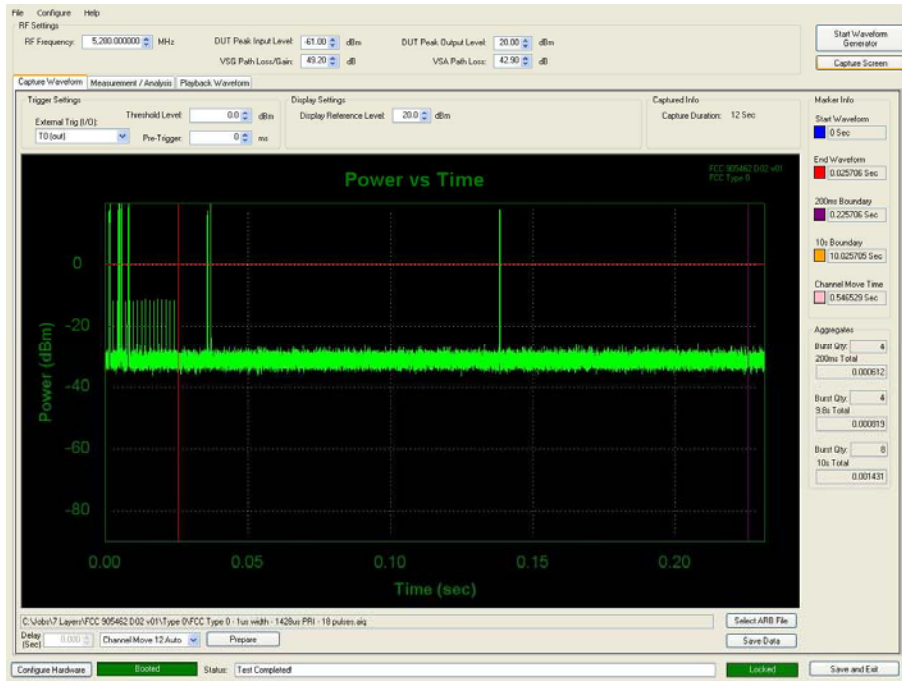 File Configure Help
RF Settings
RF Frequency: 5,280.000000 MHz DUT Peak Input Level: -61.00 dBm DUT Peak Output Level: 20.00 dBm
VSG Path Loss/Gain: 49.20 dB VSA Path Loss: 42.90 dB
Start Waveform Generator
Capture Screen
Capture Waveform Measurement / Analysis Playback Waveform
Trigger Settings
External Trig (I/O): Threshold Level: 0.0 dBm
T0 (out) Pre-Trigger: 0 ms
Display Settings
Display Reference Level: 20.0 dBm
Captured Info
Capture Duration: 12 Sec
Marker Info
Start Waveform
0 Sec
End Waveform
0.025706 Sec
200ms Boundary
0.225706 Sec
10s Boundary
10.025705 Sec
Channel Move Time
0.546529 Sec
Aggregates
Burst Qty: 4
200ms Total
0.000612
Burst Qty: 4
9.8s Total
0.000819
Burst Qty: 8
10s Total
0.001431
Power vs Time
FCC 905462 D02 v01
FCC Type 0
Power (dBm)
0
-20
-40
-60
-80
0.00 0.05 0.10 0.15 0.20
Time (sec)
C:\Jobs\7 Layers\FCC 905462 D02 v01\Type 0\FCC Type 0 - 1us width - 1428us PRI - 18 pulses.aiq
Select ARB File
Delay (Sec) 0.000 Channel Move 12 Auto Prepare
Save Data
Configure Hardware Booted Status: Test Completed! Locked Save and Exit